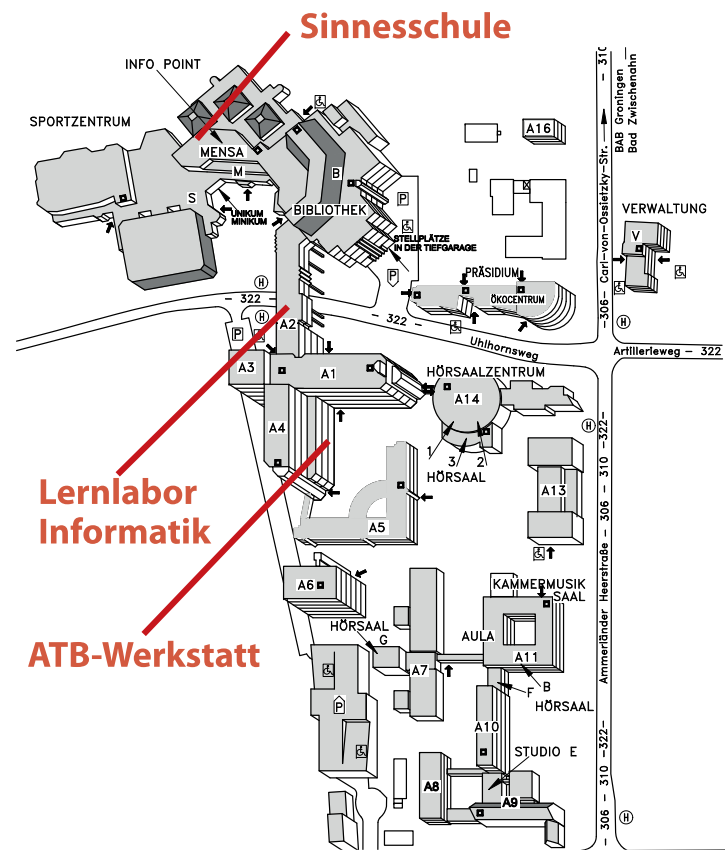 Sinnesschule
INFO POINT
SPORTZENTRUM
MENSA
M
B
S
UNIKUM
MINIKUM
BIBLIOTHEK
P
STELLPLÄTZE
IN DER TIEFGARAGE
P
A16
310
Carl-von-Ossietzky-Str.
306
BAB Groningen
Bad Zwischenahn
VERWALTUNG
V
PRÄSIDIUM
ÖKOCENTRUM
H
- 322
H
A2
- 322 -
Uhlhornsweg
H
Artillerieweg - 322
P
A3
A1
A4
HÖRSAALZENTRUM
A14
1
3
2
HÖRSAAL
H
A13
A5
Lernlabor
Informatik
ATB-Werkstatt
Ammerländer Heerstraße - 306 - 310 -322-
A6
HÖRSAAL
G
A7
KAMMERMUSIK
SAAL
AULA
A11
B
F
HÖRSAAL
P
A10
STUDIO E
A8
A9
306 - 310 -322-
H